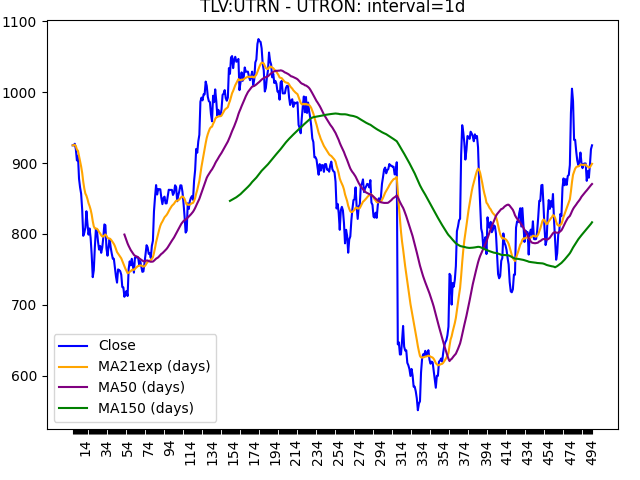 TLV:UTRN - UTRON: interval=1d
1100
1000
900
800
700
600
Close
MA21exp (days)
MA50 (days)
MA150 (days)
14 34 54 74 94 114 134 154 174 194 214 234 254 274 294 314 334 354 374 394 414 434 454 474 494